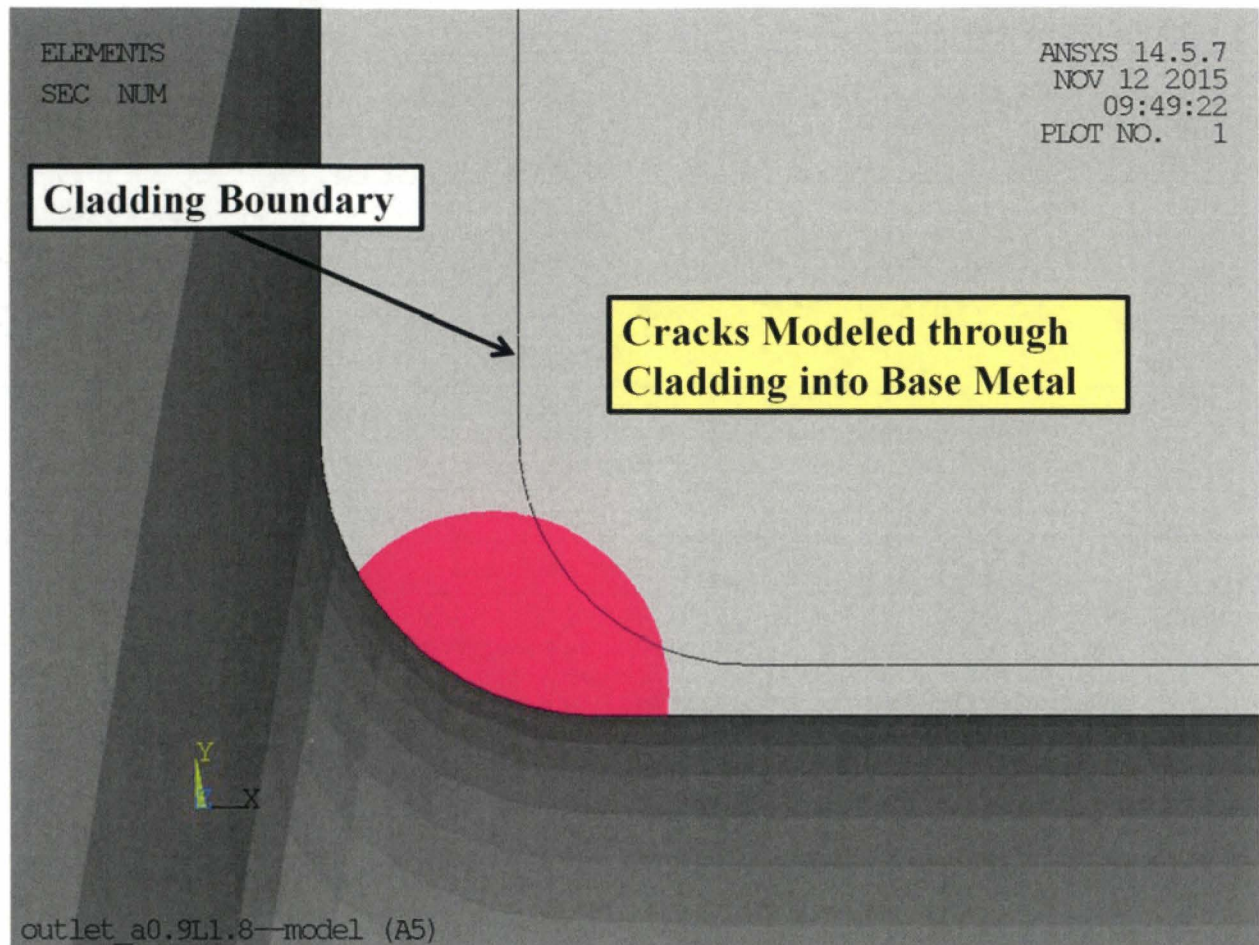 ELEMENTS
SEC NUM
ANSYS 14.5.7
NOV 12 2015
09:49:22
PLOT NO. 1
Cladding Boundary
Cracks Modeled through
Cladding into Base Metal
Y
X
outlet_a0.9L1.8--model (A5)